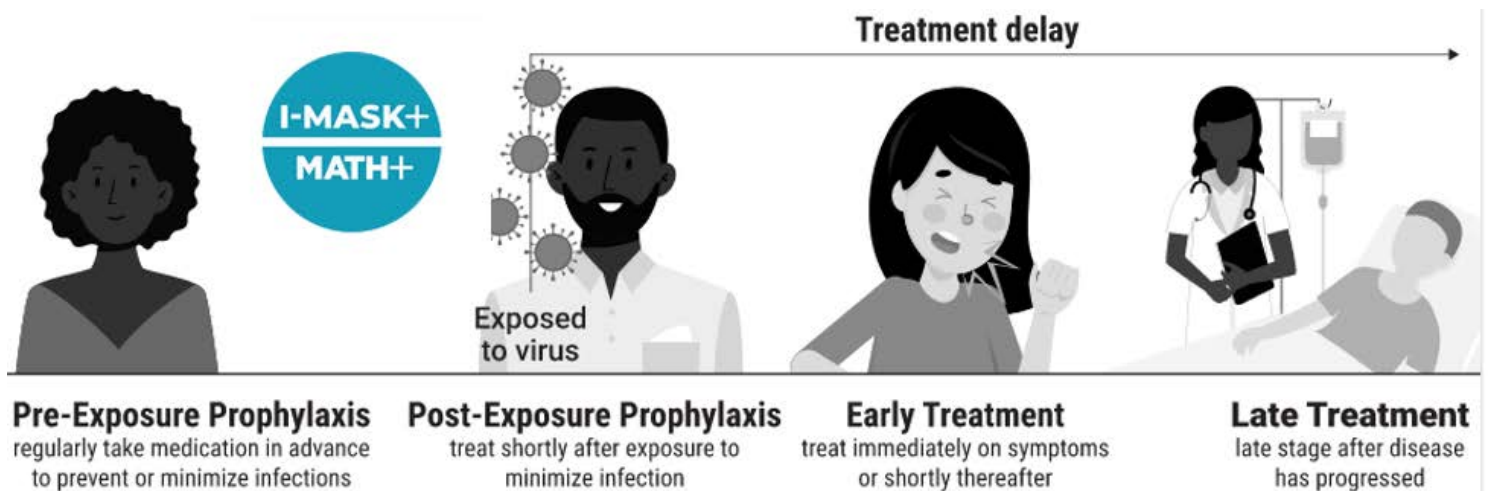 Treatment delay
I-MASK+
MATH+
Exposed
to virus
Pre-Exposure Prophylaxis
regularly take medication in advance
to prevent or minimize infections
Post-Exposure Prophylaxis
treat shortly after exposure to
minimize infection
Early Treatment
treat immediately on symptoms
or shortly thereafter
Late Treatment
late stage after disease
has progressed